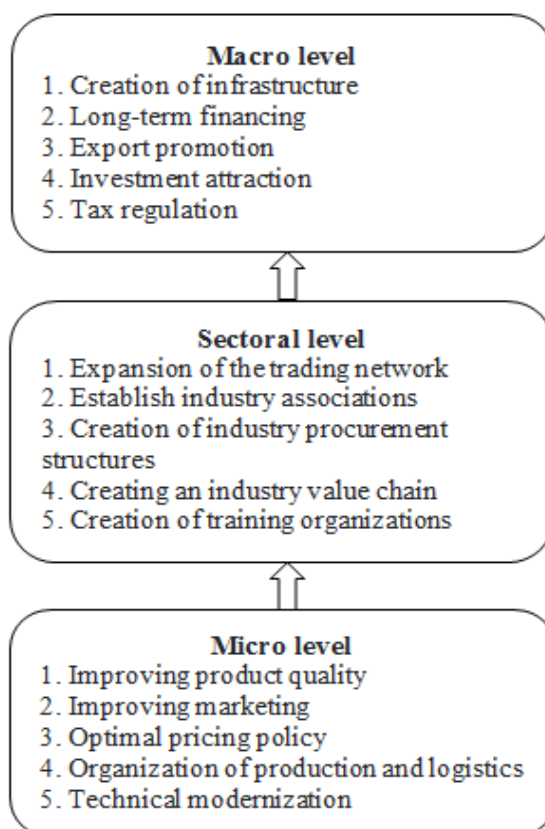 Macro level
1. Creation of infrastructure
2. Long-term financing
3. Export promotion
4. Investment attraction
5. Tax regulation
Sectoral level
1. Expansion of the trading network
2. Establish industry associations
3. Creation of industry procurement
structures
4. Creating an industry value chain
5. Creation of training organizations
Micro level
1. Improving product quality
2. Improving marketing
3. Optimal pricing policy
4. Organization of production and logistics
5. Technical modernization